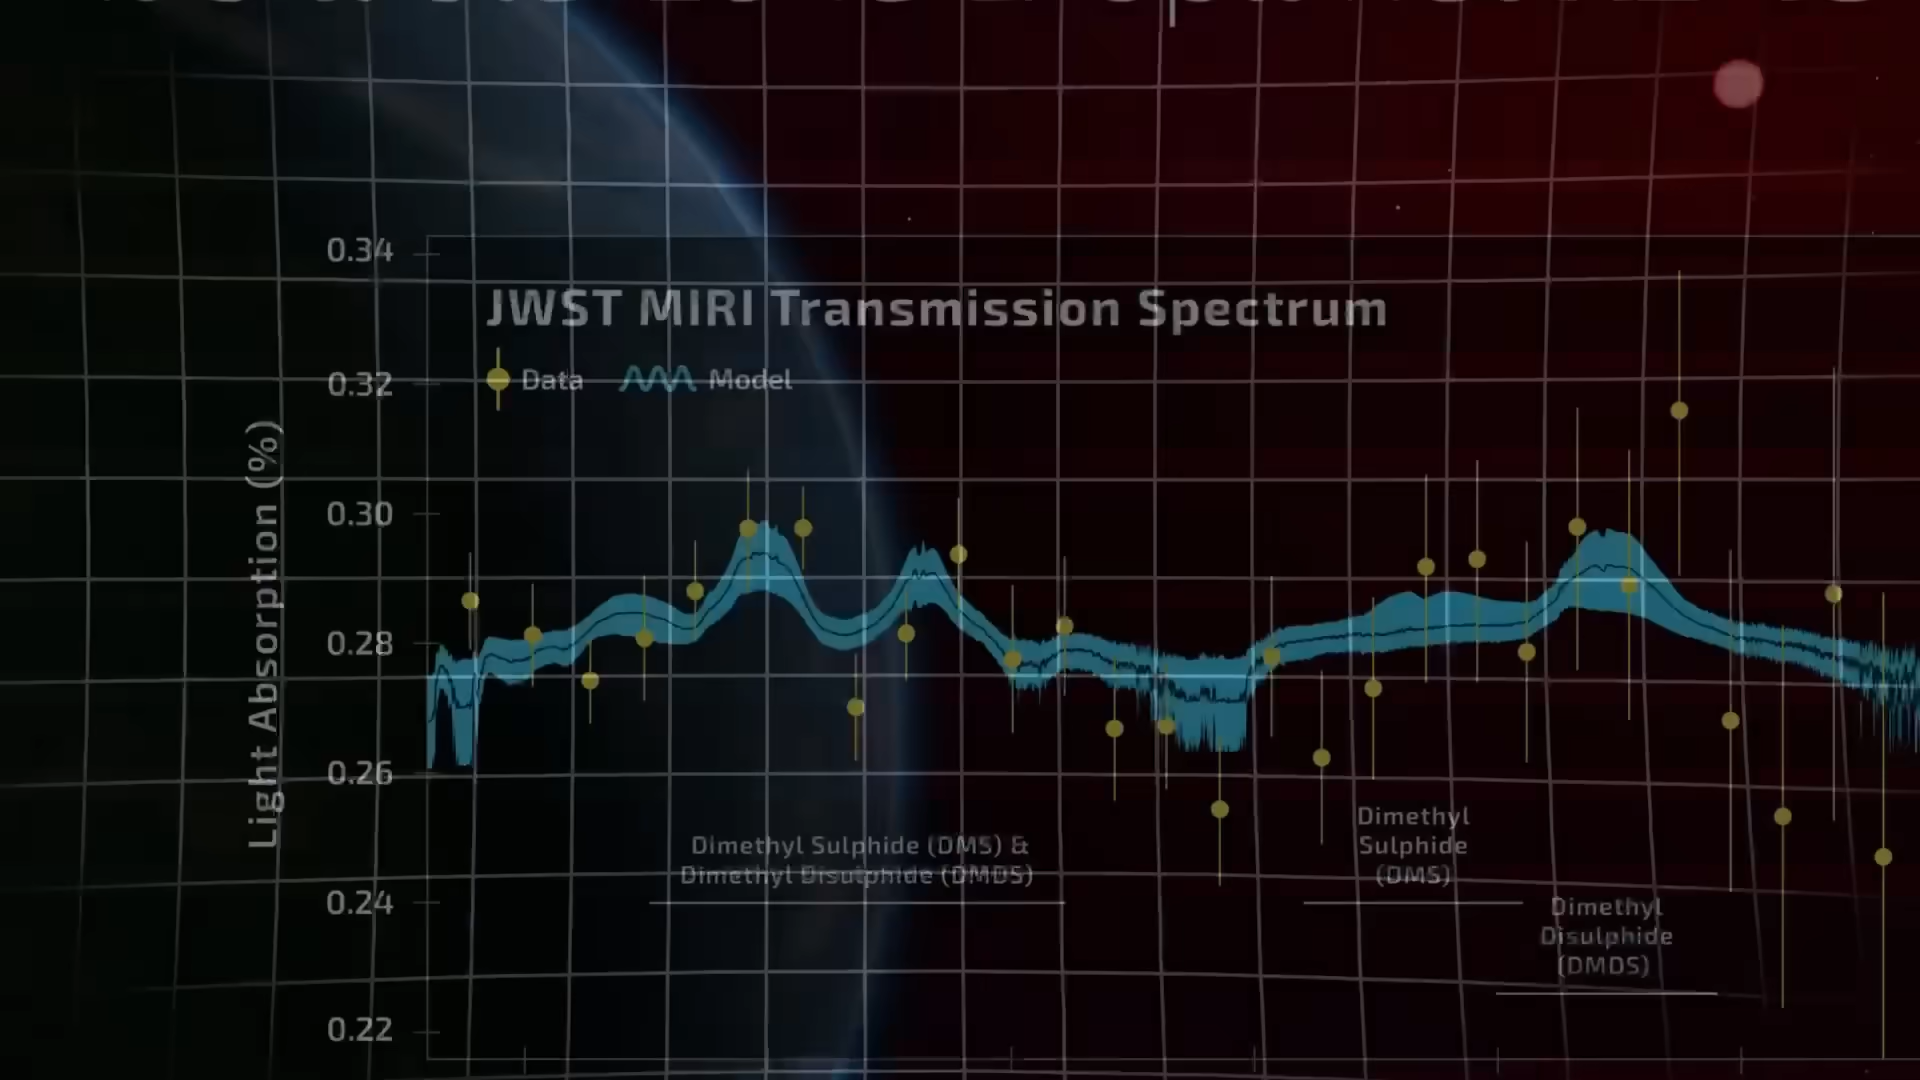 0.34
JWST MIRI Transmission Spectrum
Data Model
0.32
Light Absorption (%)
0.30
0.28
0.26
Dimethyl Sulphide (DMS) &
Dimethyl Disulphide (DMDS)
Dimethyl
Sulphide
(DMS)
0.24
Dimethyl
Disulphide
(DMDS)
0.22